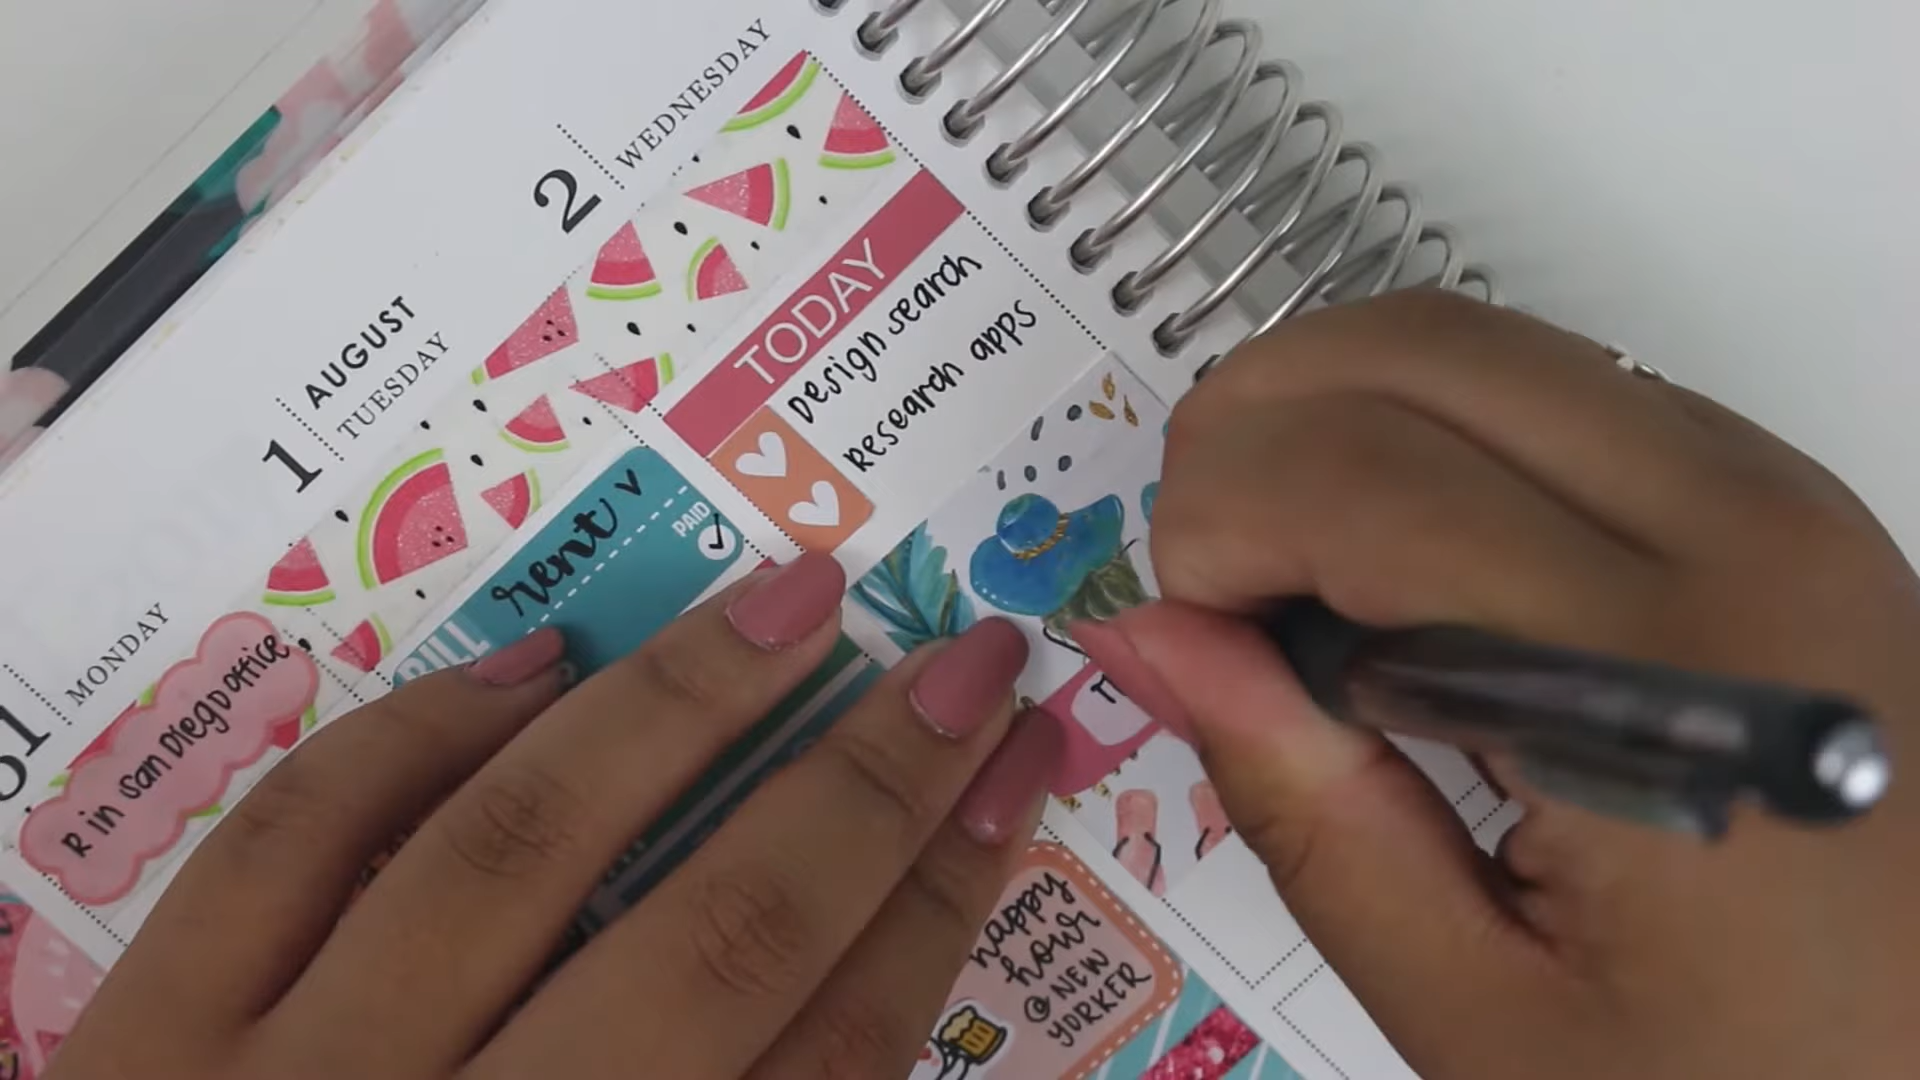 31
MONDAY
R in San Diego office
AUGUST
1
TUESDAY
rent
BILL
PAID
2
WEDNESDAY
TODAY
Design search
Research apps
happy
hour
@ NEW
YORKER